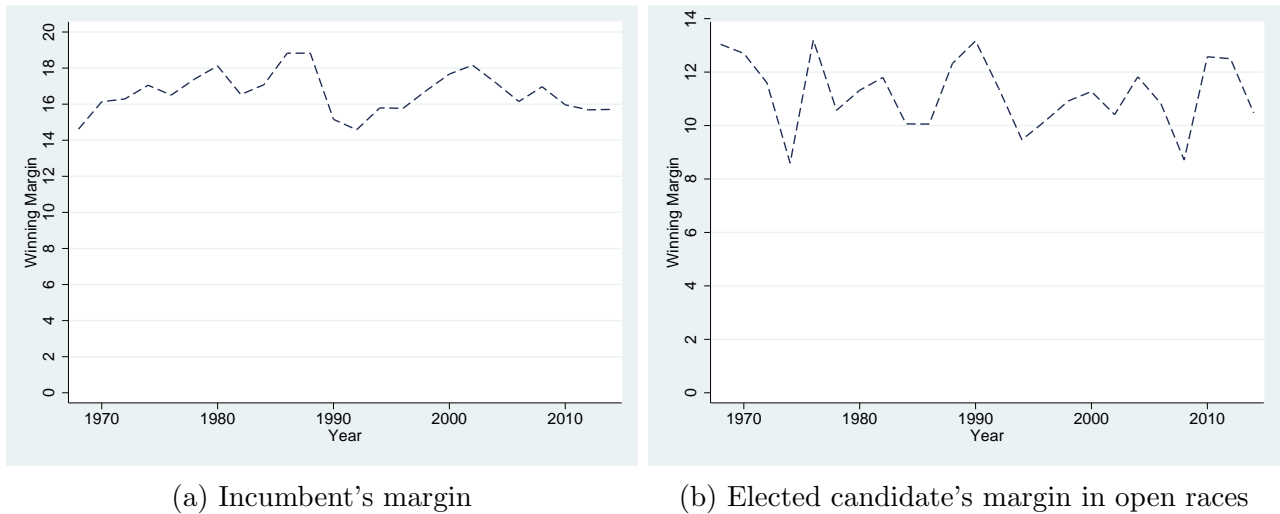 20
18
16
14
12
10
8
6
4
2
0
Winning Margin
1970 1980 1990 2000 2010
Year
(a) Incumbent's margin
14
12
10
8
6
4
2
0
Winning Margin
1970 1980 1990 2000 2010
Year
(b) Elected candidate's margin in open races